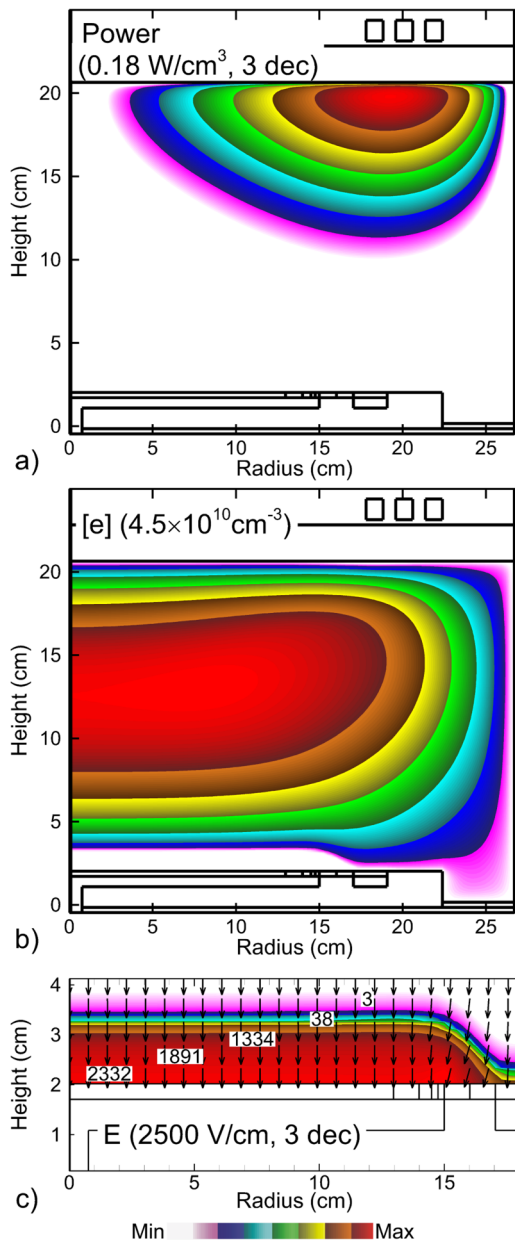 Power
(0.18 W/cm³, 3 dec)
20
15
10
5
0
Height (cm)
0 5 10 15 20 25
Radius (cm)
a)
[e] (4.5×10¹⁰cm⁻³)
20
15
10
5
0
Height (cm)
0 5 10 15 20 25
Radius (cm)
b)
4
3
2
1
Height (cm)
3
38
1334
1891
2332
E (2500 V/cm, 3 dec)
0 5 10 15
Radius (cm)
c)
Min Max